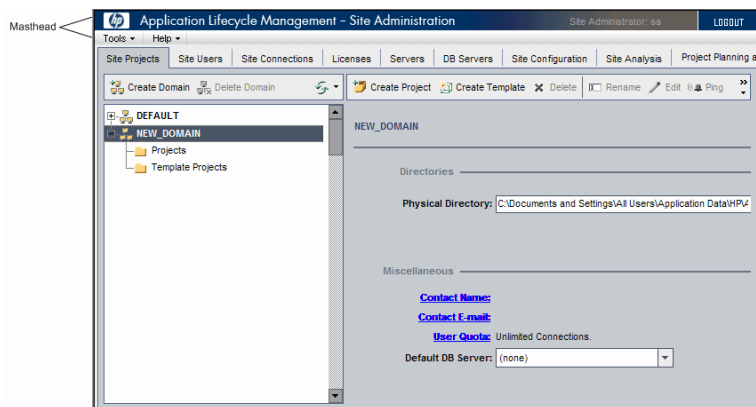 Masthead
hp Application Lifecycle Management – Site Administration Site Administrator: sa LOGOUT
Tools Help
Site Projects Site Users Site Connections Licenses Servers DB Servers Site Configuration Site Analysis Project Planning a
Create Domain Delete Domain Create Project Create Template Delete Rename Edit Ping
DEFAULT
NEW_DOMAIN
Projects
Template Projects
NEW_DOMAIN
Directories
Physical Directory: C:\Documents and Settings\All Users\Application Data\HP\A
Miscellaneous
Contact Name:
Contact E-mail:
User Quota: Unlimited Connections.
Default DB Server: (none)